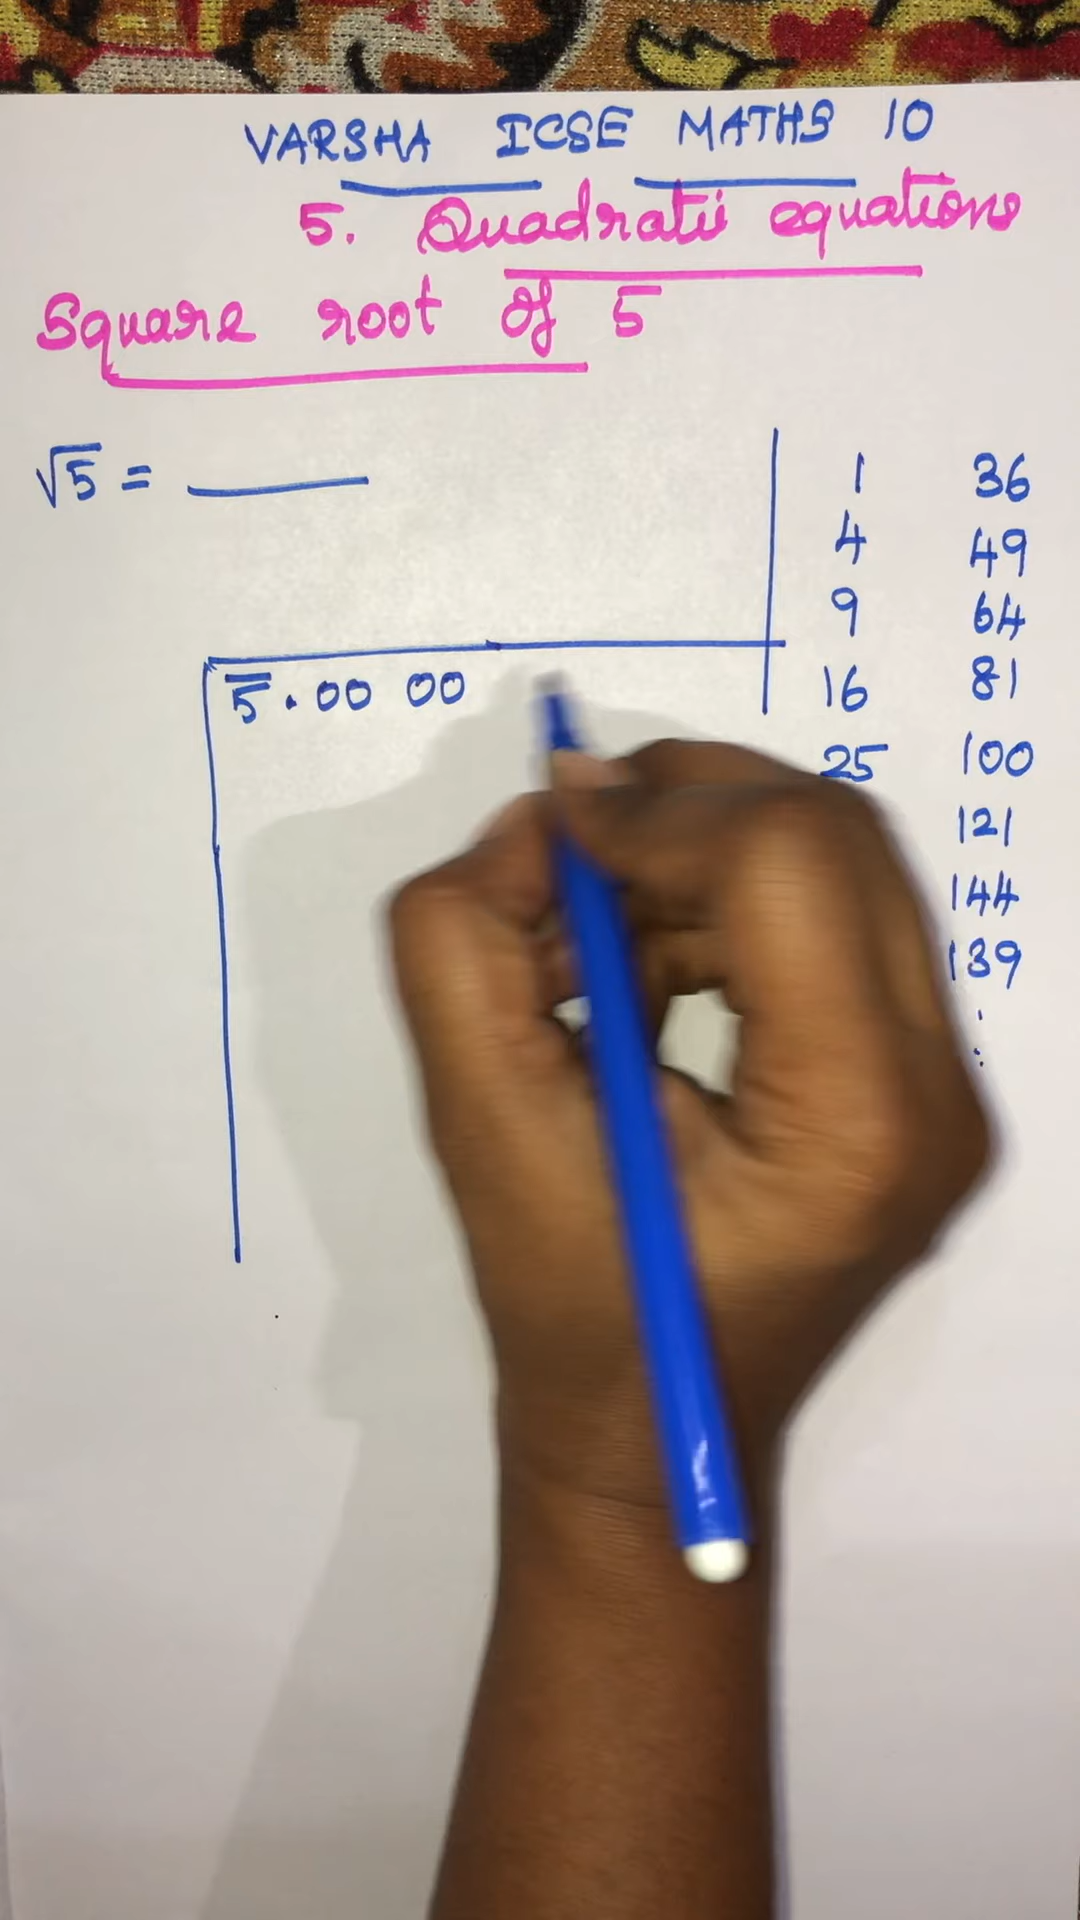 VARSHA ICSE MATHS 10
5. Quadratic equations
Square root of 5
√5 = ____
1 36
4 49
9 64
5.00 00
16 81
25 100
121
144
139
:
: